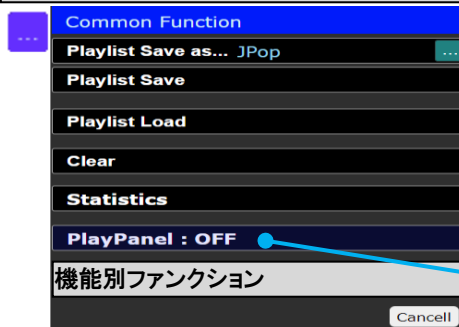 ...
Common Function
Playlist Save as... JPop ...
Playlist Save
Playlist Load
Clear
Statistics
PlayPanel : OFF
機能別ファンクション
Cancell